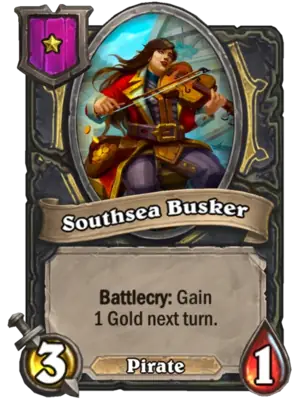 Southsea Busker
Battlecry: Gain
1 Gold next turn.
3
Pirate
1